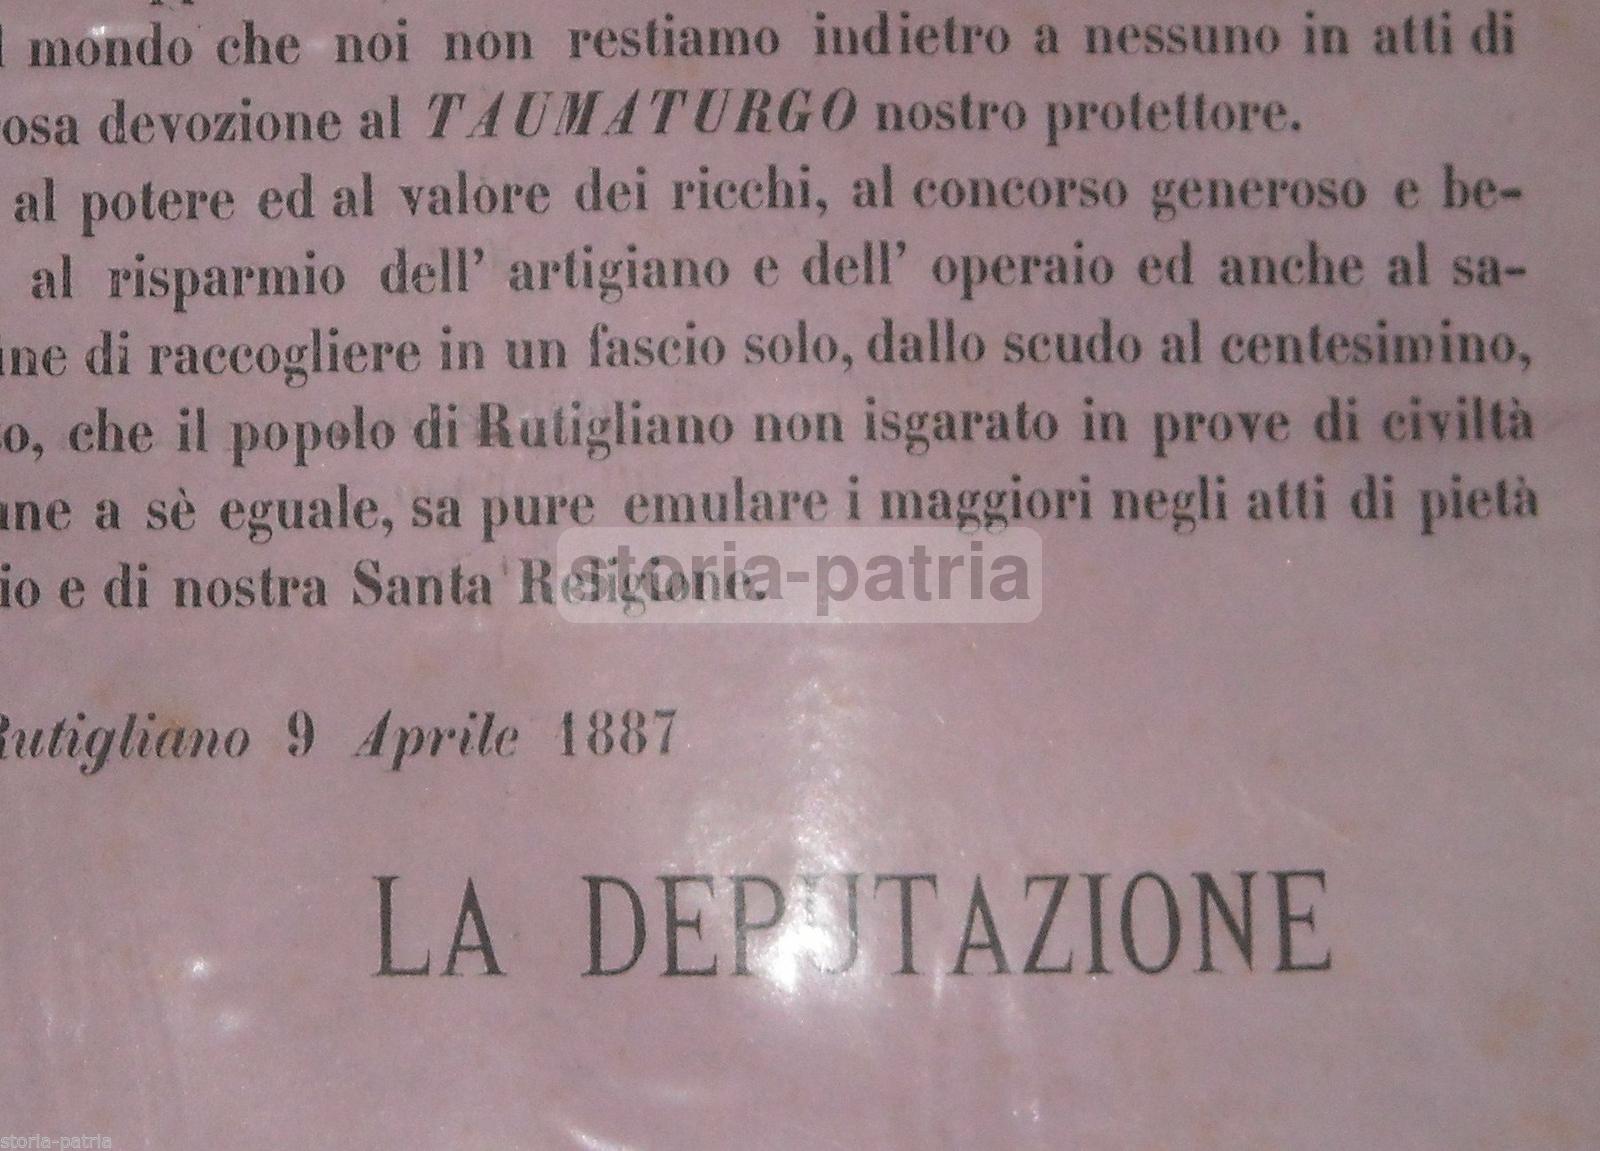 mondo che noi non restiamo indietro a nessuno in atti di
osa devozione al TAUMATURGO nostro protettore.
al potere ed al valore dei ricchi, al concorso generoso e be-
al risparmio dell' artigiano e dell' operaio ed anche al sa-
ine di raccogliere in un fascio solo, dallo scudo al centesimino,
o, che il popolo di Rutigliano non isgarato in prove di civiltà
une a sè eguale, sa pure emulare i maggiori negli atti di pietà
io e di nostra Santa Religione.
storia-patria
Rutigliano 9 Aprile 1887
LA DEPUTAZIONE
storia-patria